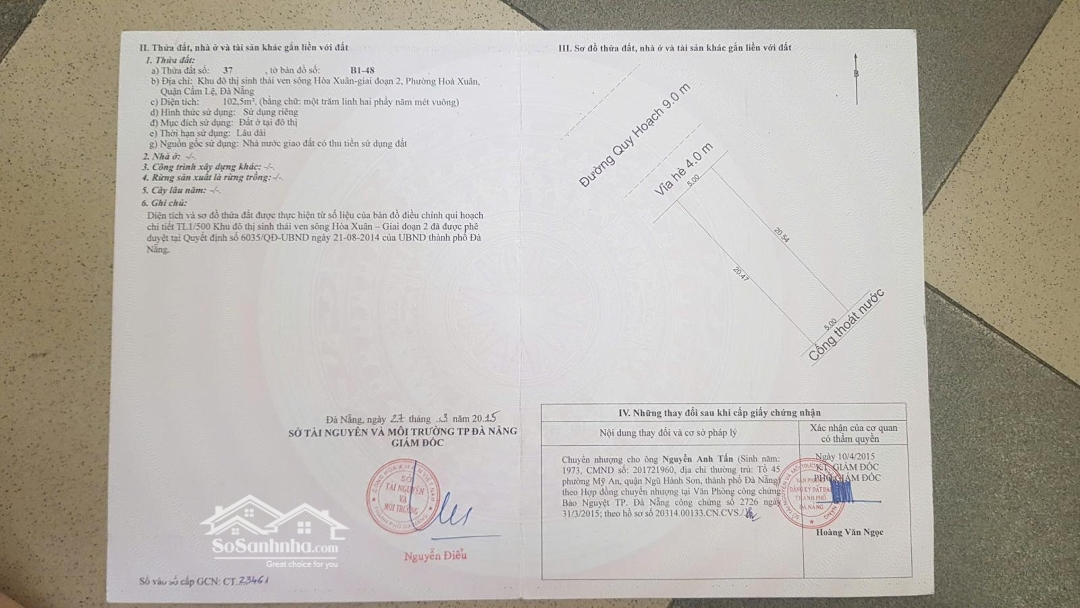 II. Thửa đất, nhà ở và tài sản khác gắn liền với đất
1. Thửa đất:
a) Thửa đất số: 37 , tờ bản đồ số: B1-48
b) Địa chỉ: Khu đô thị sinh thái ven sông Hòa Xuân-giai đoạn 2, Phường Hoà Xuân,
Quận Cẩm Lệ, Đà Nẵng
c) Diện tích: 102,5m², (bằng chữ: một trăm linh hai phẩy năm mét vuông)
d) Hình thức sử dụng: Sử dụng riêng
đ) Mục đích sử dụng: Đất ở tại đô thị
e) Thời hạn sử dụng: Lâu dài
g) Nguồn gốc sử dụng: Nhà nước giao đất có thu tiền sử dụng đất
2. Nhà ở: -/-
3. Công trình xây dựng khác: -/-
4. Rừng sản xuất là rừng trồng: -/-
5. Cây lâu năm: -/-
6. Ghi chú:
Diện tích và sơ đồ thửa đất được thực hiện từ số liệu của bản đồ điều chỉnh qui hoạch
chi tiết TL1/500 Khu đô thị sinh thái ven sông Hòa Xuân – Giai đoạn 2 đã được phê
duyệt tại Quyết định số 6035/QĐ-UBND ngày 21-08-2014 của UBND thành phố Đà
Nẵng.
Đà Nẵng, ngày 27 tháng 3 năm 2015
SỞ TÀI NGUYÊN VÀ MÔI TRƯỜNG TP ĐÀ NẴNG
GIÁM ĐỐC
SỞ
TÀI NGUYÊN
VÀ
MÔI TRƯỜNG
Nguyễn Điểu
Số vào sổ cấp GCN: CT.23461
SoSanhnha.com
Great choice for you
III. Sơ đồ thửa đất, nhà ở và tài sản khác gắn liền với đất
B
Đường Quy Hoạch 9.0 m
Vỉa hè 4.0 m
5.00
20.54
20.47
5.00
Cống thoát nước
IV. Những thay đổi sau khi cấp giấy chứng nhận
Nội dung thay đổi và cơ sở pháp lý
Xác nhận của cơ quan
có thẩm quyền
Chuyển nhượng cho ông Nguyễn Anh Tấn (Sinh năm:
1973, CMND số: 201721960, địa chỉ thường trú: Tổ 45
phường Mỹ An, quận Ngũ Hành Sơn, thành phố Đà Nẵng)
theo Hợp đồng chuyển nhượng tại Văn Phòng công chứng
Bảo Nguyệt TP. Đà Nẵng công chứng số 2726 ngày
31/3/2015; theo hồ sơ số 20314.00133.CN.CVS./
Ngày 10/4/2015
KT. GIÁM ĐỐC
PHÓ GIÁM ĐỐC
VĂN PHÒNG
ĐĂNG KÝ ĐẤT ĐAI
THÀNH PHỐ
ĐÀ NẴNG
Hoàng Văn Ngọc